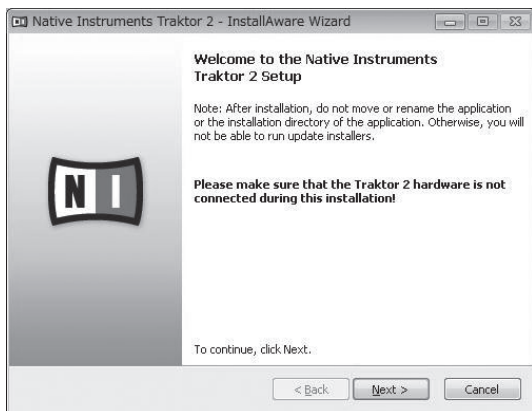 Native Instruments Traktor 2 - InstallAware Wizard
Welcome to the Native Instruments
Traktor 2 Setup
Note: After installation, do not move or rename the application
or the installation directory of the application. Otherwise, you will
not be able to run update installers.
Please make sure that the Traktor 2 hardware is not
connected during this installation!
N I
To continue, click Next.
< Back
Next >
Cancel